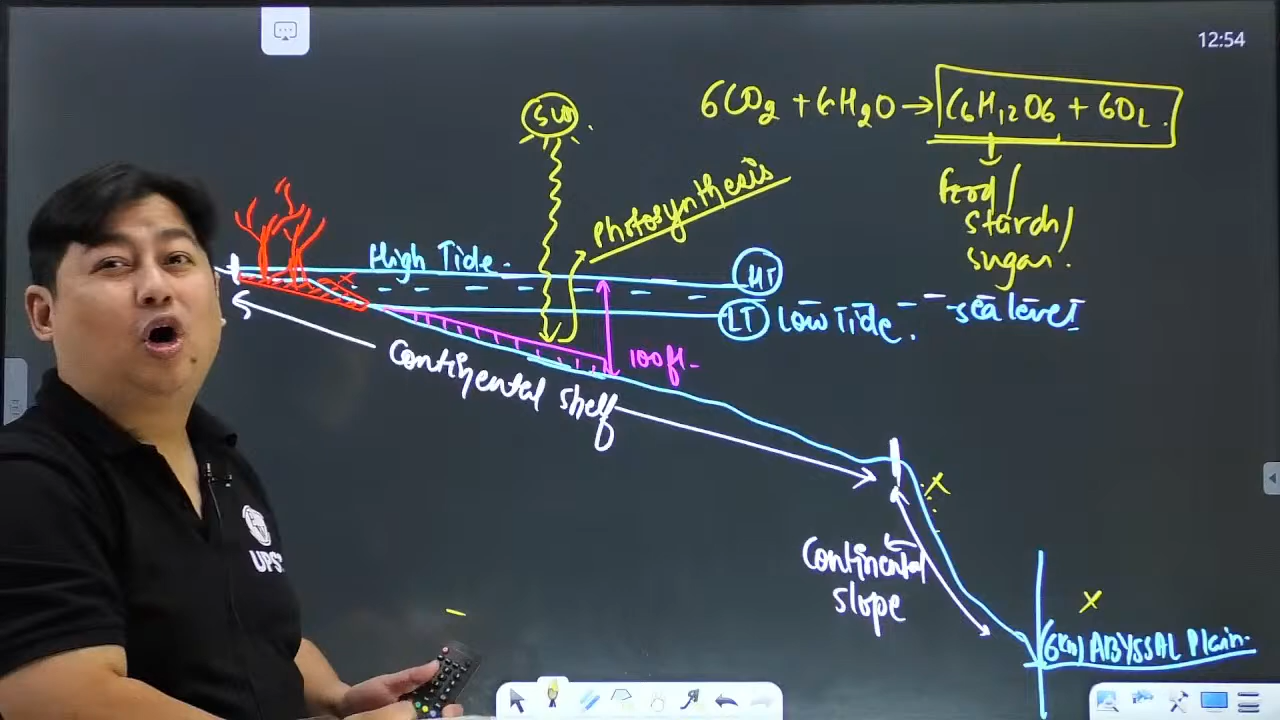 12:54
SUN
6CO2 + 6H2O → C6H12O6 + 6O2.
Food/
starch/
sugar.
Photosynthesis
High Tide.
HT
LT Low Tide. sea level
100ft.
Continental shelf
Continental
slope
6km ABYSSAL Plain.
UPS